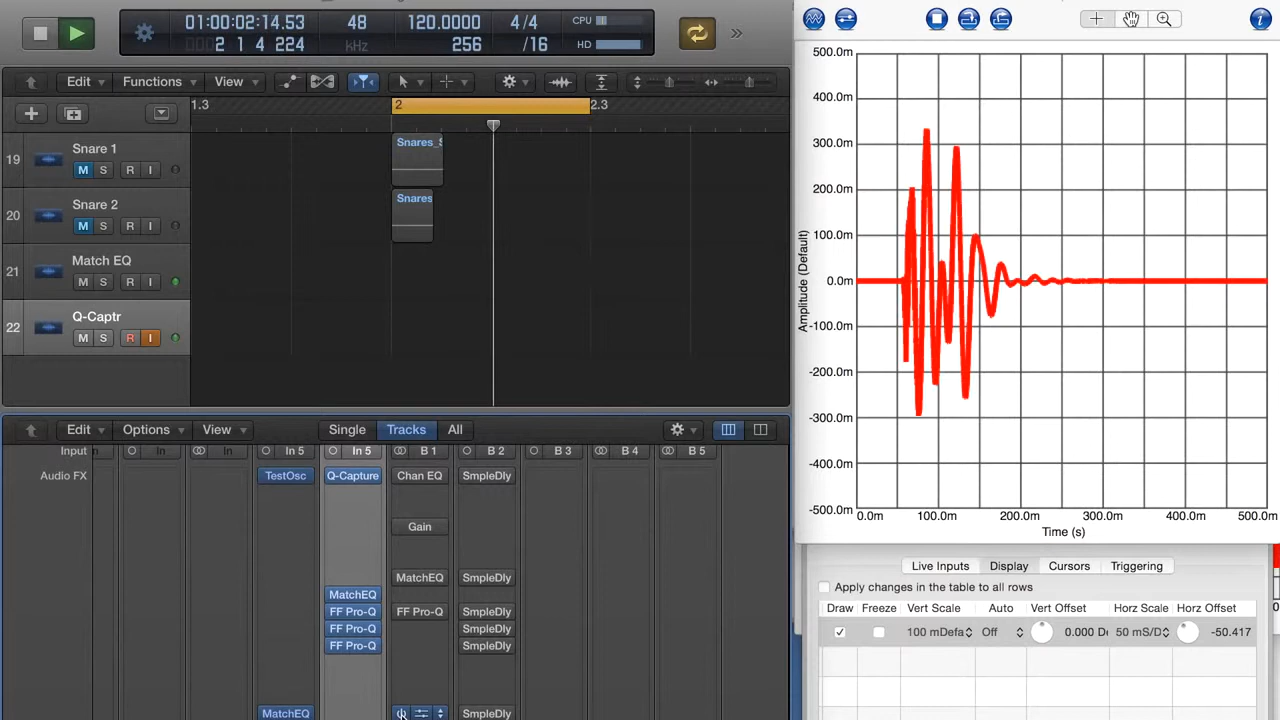 01:00:02:14.53
2 1 4 224
48
kHz
120.0000
256
4/4
/16
CPU
HD
Edit Functions View
1.3 2 2.3
19 Snare 1
M S R I
Snares_S
20 Snare 2
M S R I
Snares
21 Match EQ
M S R I
22 Q-Captr
M S R I
Edit Options View Single Tracks All
Input In In In 5 In 5 B 1 B 2 B 3 B 4 B 5
Audio FX TestOsc Q-Capture Chan EQ SmpleDly
Gain
MatchEQ SmpleDly
MatchEQ
FF Pro-Q FF Pro-Q SmpleDly
FF Pro-Q SmpleDly
FF Pro-Q SmpleDly
MatchEQ SmpleDly
500.0m
400.0m
300.0m
200.0m
100.0m
0.0m
-100.0m
-200.0m
-300.0m
-400.0m
-500.0m
Amplitude (Default)
0.0m 100.0m 200.0m 300.0m 400.0m 500.0m
Time (s)
Live Inputs Display Cursors Triggering
Apply changes in the table to all rows
Draw Freeze Vert Scale Auto Vert Offset Horz Scale Horz Offset
100 mDefa Off 0.000 De 50 mS/D -50.417